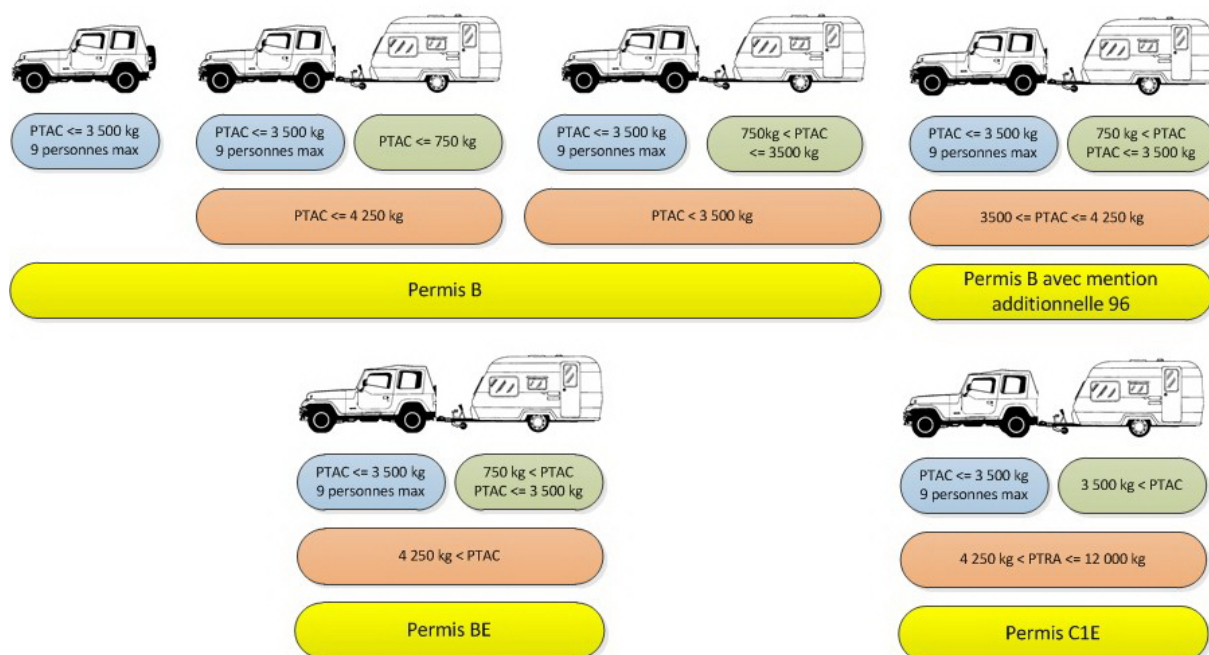 PTAC <= 3 500 kg
9 personnes max
PTAC <= 3 500 kg
9 personnes max
PTAC <= 750 kg
PTAC <= 3 500 kg
9 personnes max
750kg < PTAC
<= 3500 kg
PTAC <= 3 500 kg
9 personnes max
750 kg < PTAC
PTAC <= 3 500 kg
PTAC <= 4 250 kg
PTAC < 3 500 kg
3500 <= PTAC <= 4 250 kg
Permis B
Permis B avec mention
additionnelle 96
PTAC <= 3 500 kg
9 personnes max
750 kg < PTAC
PTAC <= 3 500 kg
PTAC <= 3 500 kg
9 personnes max
3 500 kg < PTAC
4 250 kg < PTAC
4 250 kg < PTRA <= 12 000 kg
Permis BE
Permis C1E